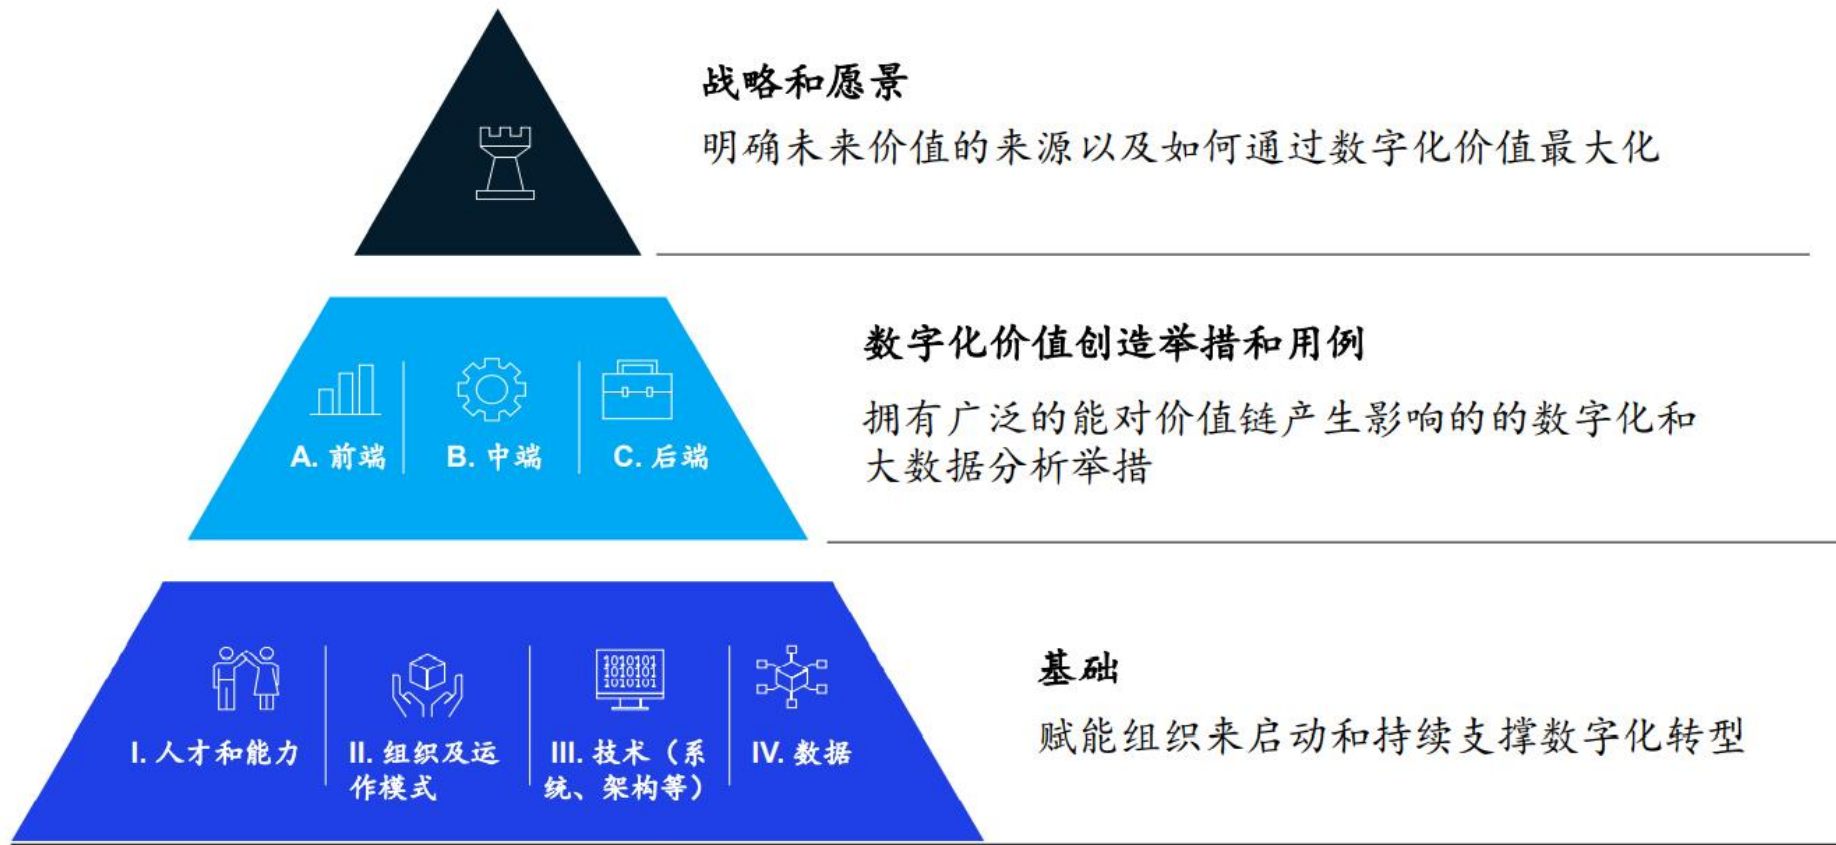 战略和愿景
明确未来价值的来源以及如何通过数字化价值最大化
数字化价值创造举措和用例
拥有广泛的能对价值链产生影响的的数字化和
大数据分析举措
A. 前端
B. 中端
C. 后端
基础
赋能组织来启动和持续支撑数字化转型
1010101
1010101
1010101
I. 人才和能力
II. 组织及运
作模式
III. 技术（系
统、架构等）
IV. 数据